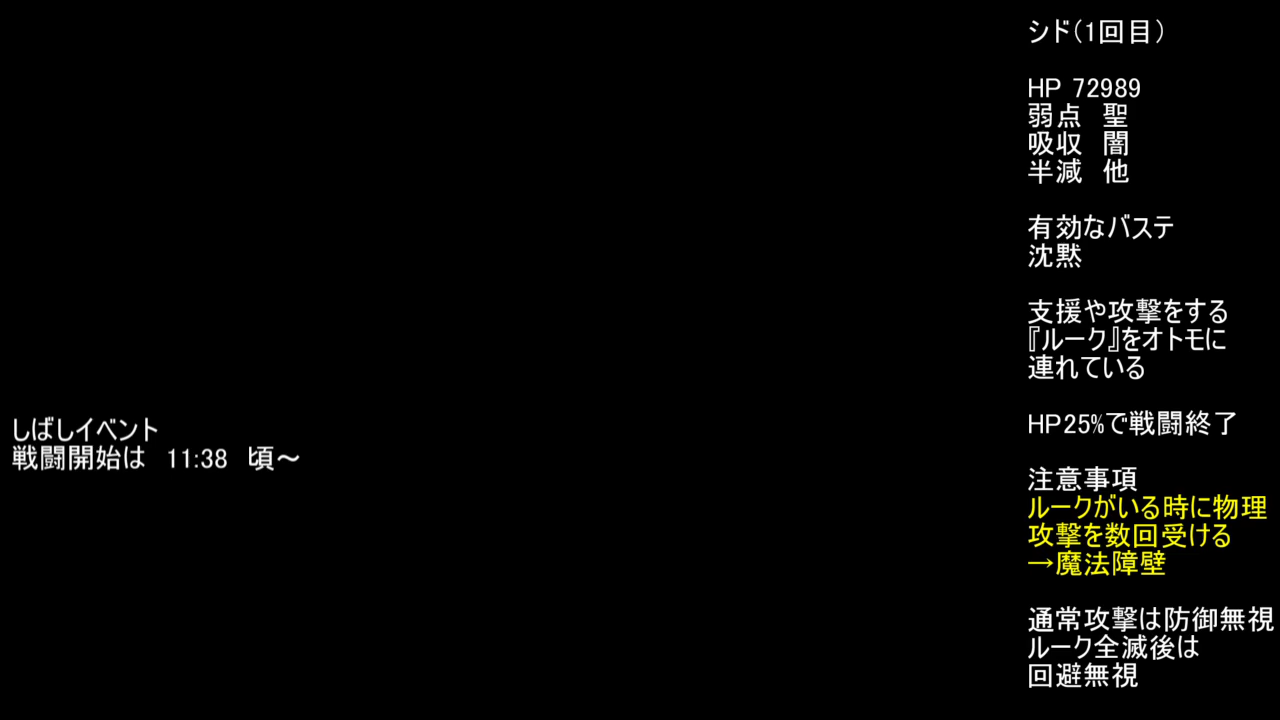 しばしイベント
戦闘開始は　11:38　頃～
シド(1回目)
HP 72989
弱点　聖
吸収　闇
半減　他
有効なバステ
沈黙
支援や攻撃をする
『ルーク』をオトモに
連れている
HP25%で戦闘終了
注意事項
ルークがいる時に物理
攻撃を数回受ける
→魔法障壁
通常攻撃は防御無視
ルーク全滅後は
回避無視